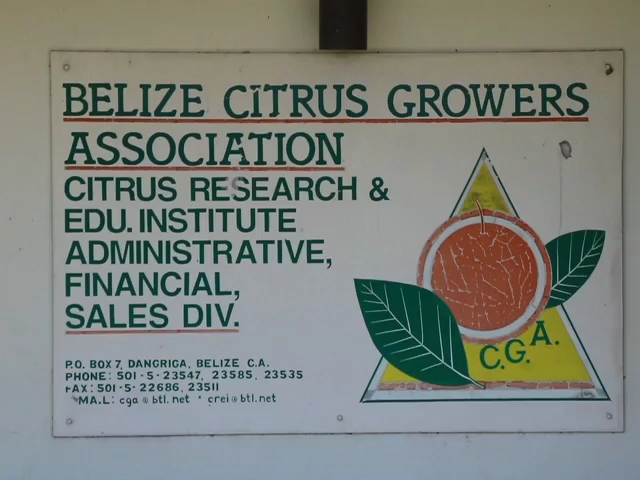 BELIZE CITRUS GROWERS
ASSOCIATION
CITRUS RESEARCH &
EDU. INSTITUTE
ADMINISTRATIVE,
FINANCIAL,
SALES DIV.
P.O. BOX 7, DANGRIGA, BELIZE C.A.
PHONE: 501-5-23547, 23585, 23535
FAX: 501-5-22686, 23511
MA.L: cga@btl.net * crei@btl.net
C.G.A.